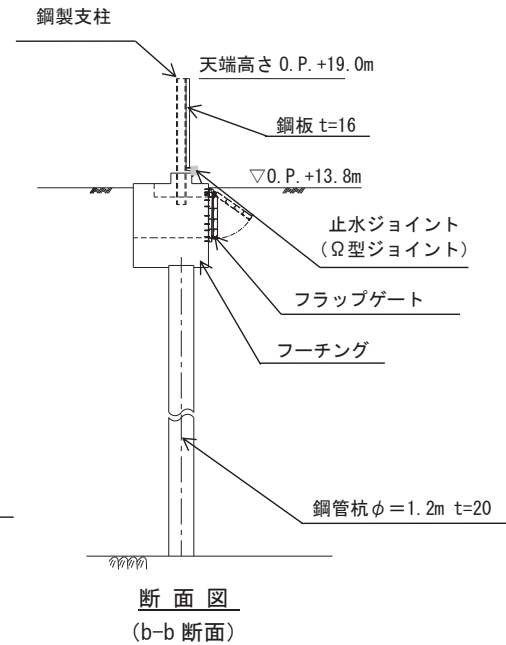 鋼製支柱
天端高さ O.P.+19.0m
鋼板 t=16
▽O.P.+13.8m
止水ジョイント
(Ω型ジョイント)
フラップゲート
フーチング
鋼管杭φ=1.2m t=20
断面図
(b-b 断面)